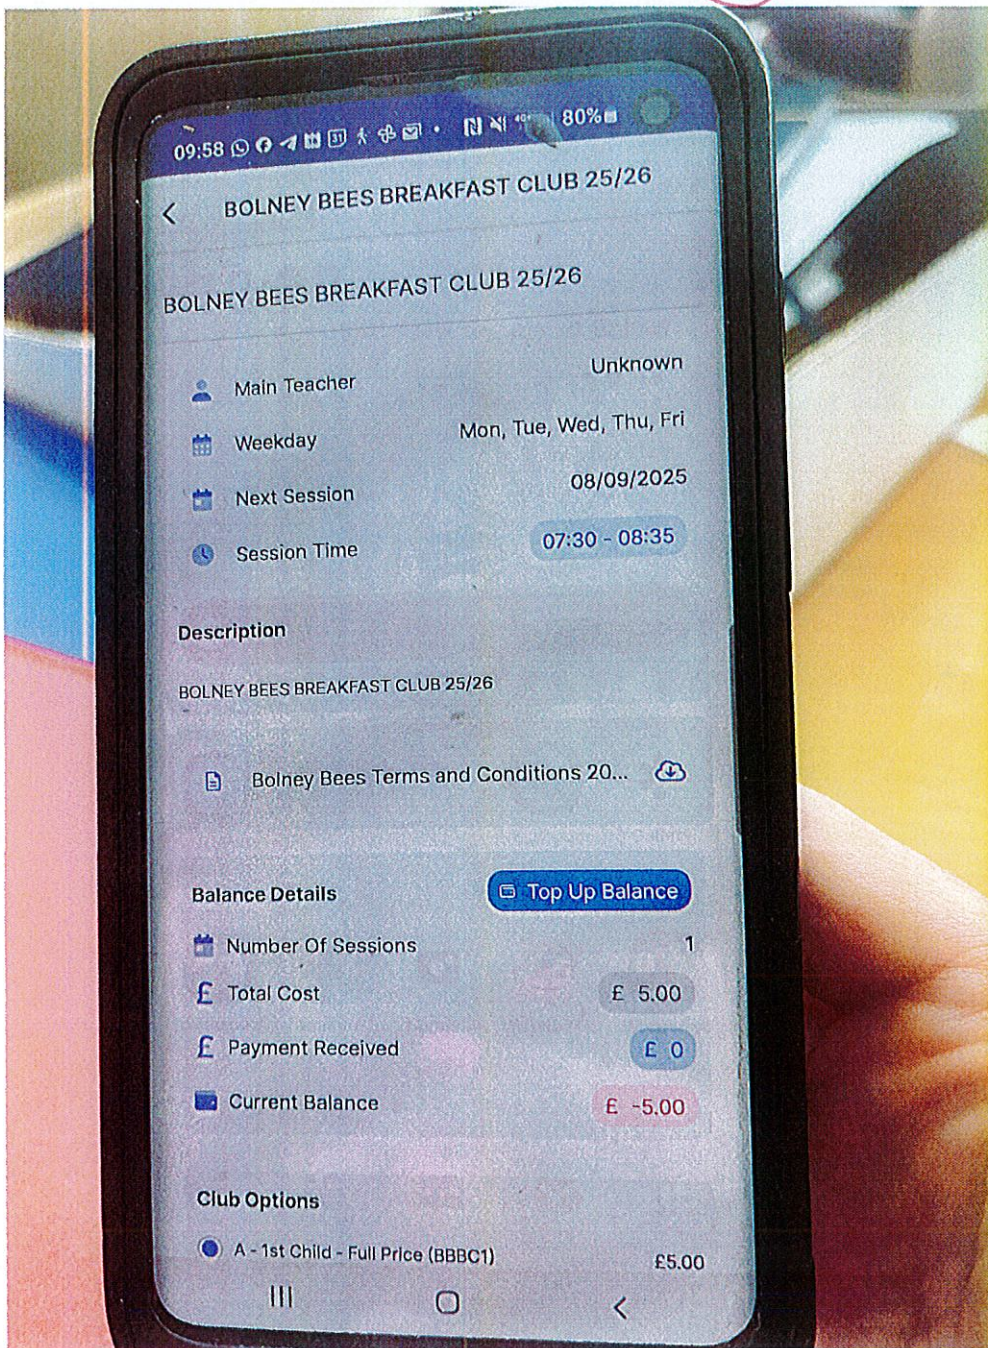 09:58 80%
BOLNEY BEES BREAKFAST CLUB 25/26
BOLNEY BEES BREAKFAST CLUB 25/26
Main Teacher Unknown
Weekday Mon, Tue, Wed, Thu, Fri
Next Session 08/09/2025
Session Time 07:30 - 08:35
Description
BOLNEY BEES BREAKFAST CLUB 25/26
Bolney Bees Terms and Conditions 20...
Balance Details Top Up Balance
Number Of Sessions 1
£ Total Cost £ 5.00
£ Payment Received £ 0
Current Balance £ -5.00
Club Options
A - 1st Child - Full Price (BBBC1) £5.00